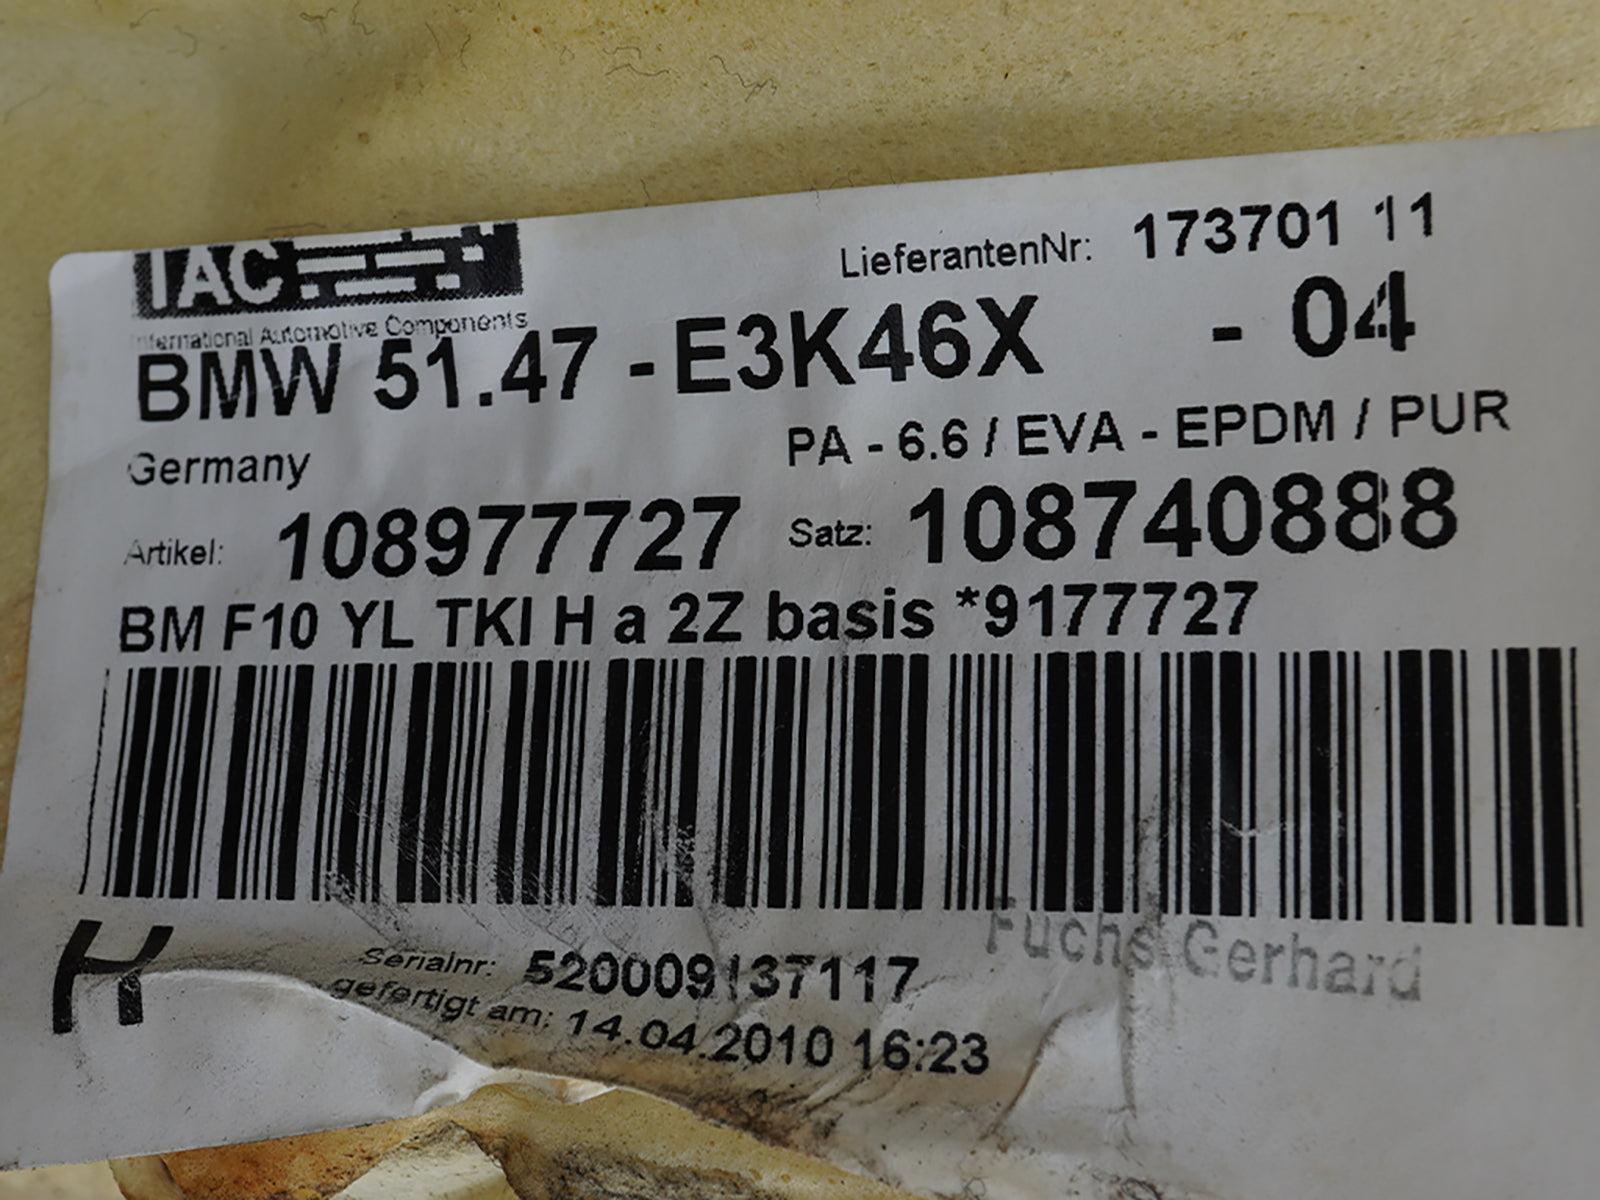 IAC
International Automotive Components
LieferantenNr: 173701 11
BMW 51.47 - E3K46X - 04
Germany
PA - 6.6 / EVA - EPDM / PUR
Artikel: 108977727 Satz: 108740888
BM F10 YL TKI H a 2Z basis *9177727
H
Serialnr: 520009137117
Fuchs Gerhard
gefertigt am: 14.04.2010 16:23